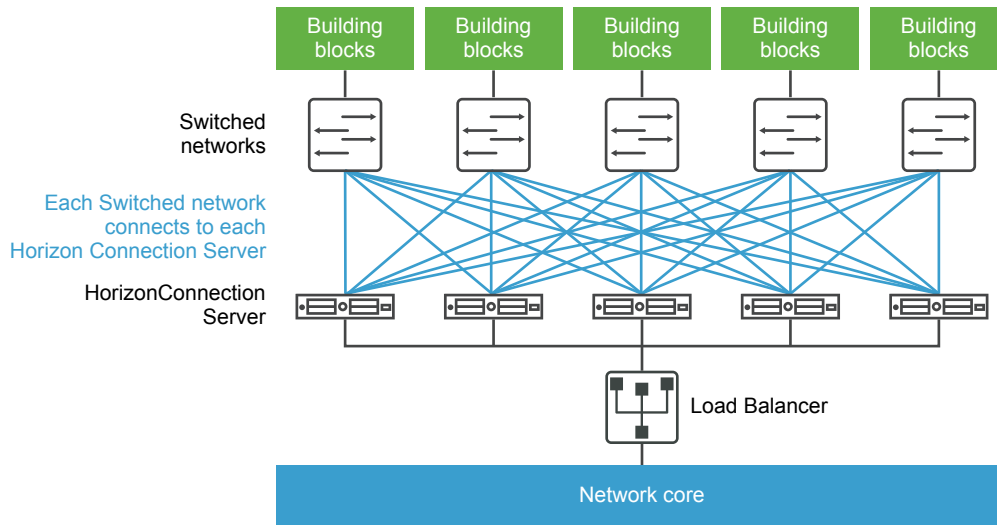 Building
blocks
Building
blocks
Building
blocks
Building
blocks
Building
blocks
Switched
networks
Each Switched network
connects to each
Horizon Connection Server
HorizonConnection
Server
Load Balancer
Network core